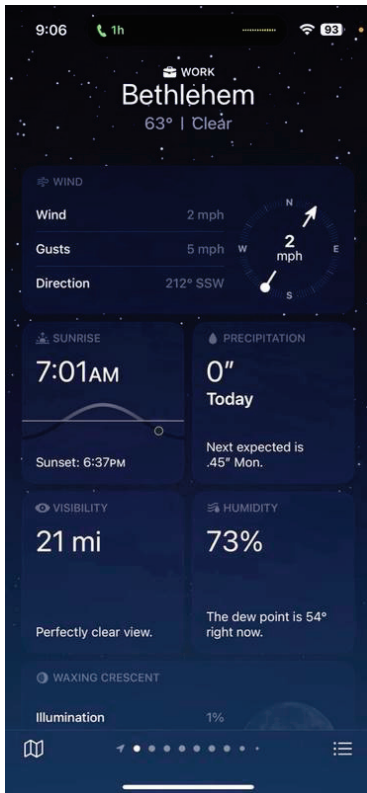 9:06 1h 93
WORK
Bethlehem
63° | Clear
WIND
Wind 2 mph
Gusts 5 mph
Direction 212° SSW
N
W E
S
2
mph
SUNRISE
7:01AM
Sunset: 6:37PM
PRECIPITATION
0"
Today
Next expected is
.45" Mon.
VISIBILITY
21 mi
Perfectly clear view.
HUMIDITY
73%
The dew point is 54°
right now.
WAXING CRESCENT
Illumination 1%